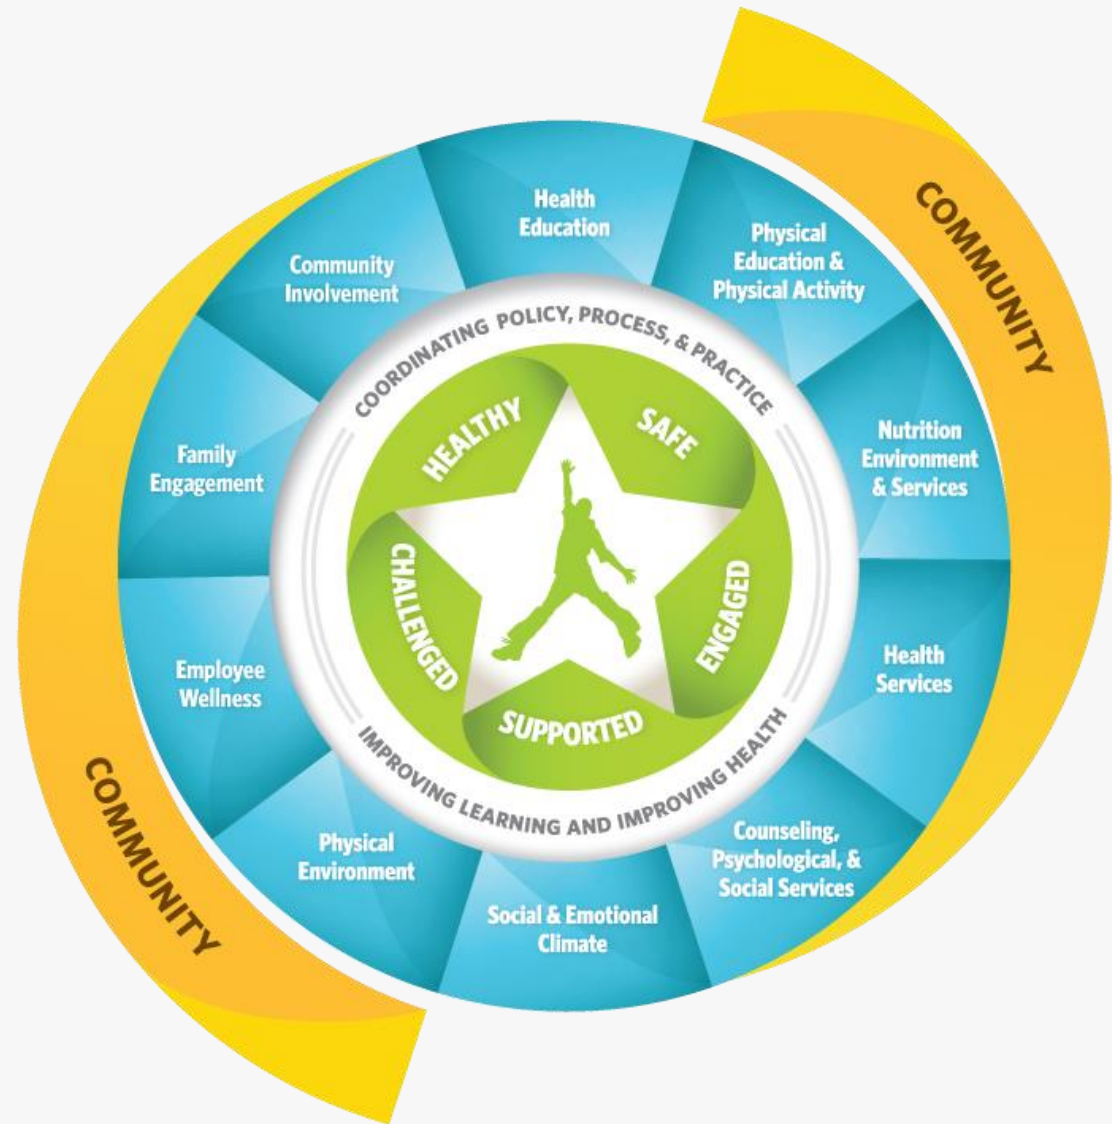 COMMUNITY
Health
Education
Physical
Education &
Physical Activity
Nutrition
Environment
& Services
Health
Services
Counseling,
Psychological, &
Social Services
Social & Emotional
Climate
Physical
Environment
Employee
Wellness
Family
Engagement
Community
Involvement
COORDINATING POLICY, PROCESS, & PRACTICE
IMPROVING LEARNING AND IMPROVING HEALTH
HEALTHY
SAFE
ENGAGED
SUPPORTED
CHALLENGED
COMMUNITY